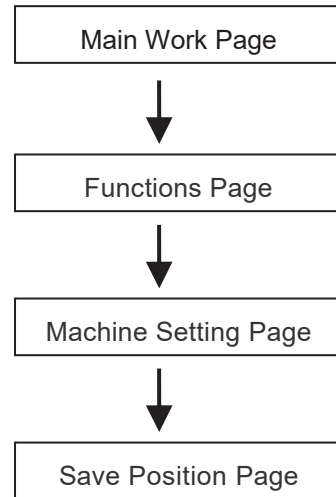 Main Work Page
Functions Page
Machine Setting Page
Save Position Page